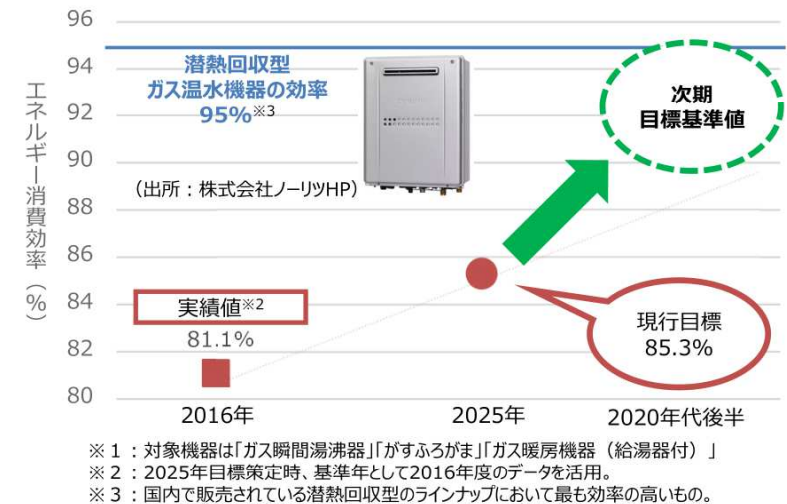 96
94
92
90
88
86
84
82
80
エネルギー消費効率（%）
潜熱回収型
ガス温水機器の効率
95%※3
（出所：株式会社ノーリツHP）
次期
目標基準値
実績値※2
81.1%
現行目標
85.3%
2016年
2025年
2020年代後半
※１：対象機器は「ガス瞬間湯沸器」「がすふろがま」「ガス暖房機器（給湯器付）」
※２：2025年目標策定時、基準年として2016年度のデータを活用。
※３：国内で販売されている潜熱回収型のラインナップにおいて最も効率の高いもの。